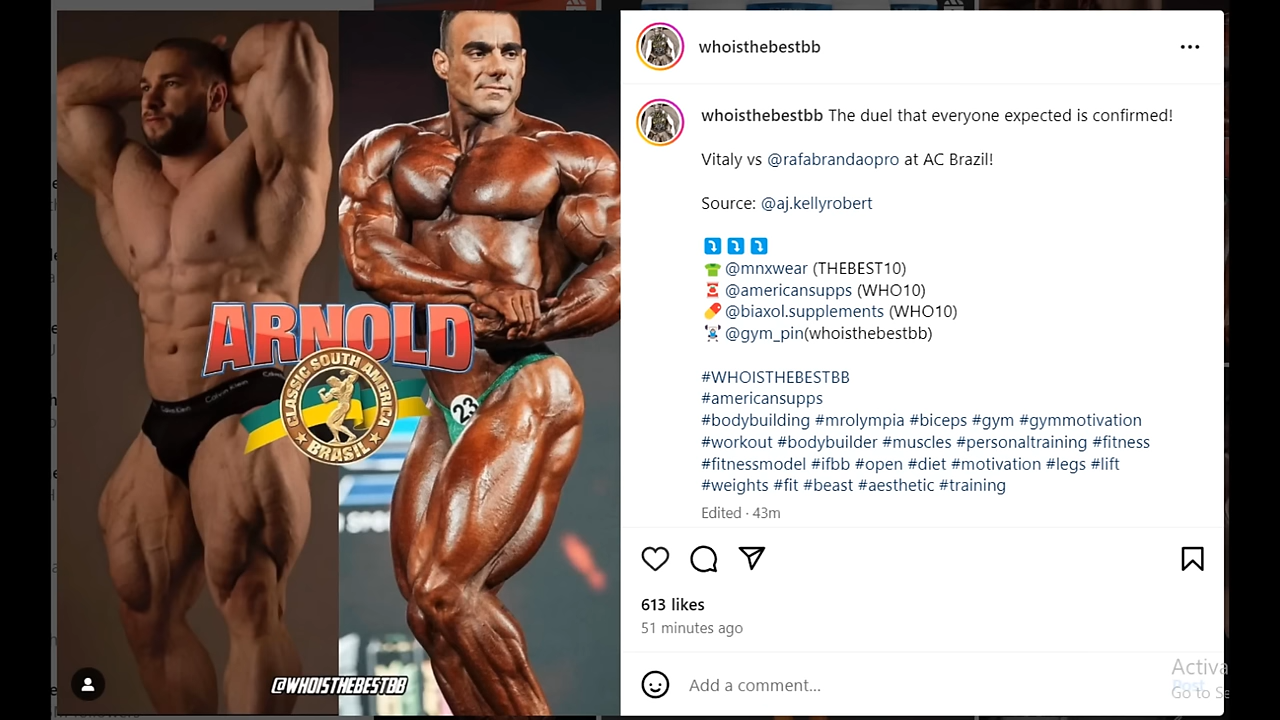 whoisthebestbb
whoisthebestbb The duel that everyone expected is confirmed!
Vitaly vs @rafabrandaopro at AC Brazil!
Source: @aj.kellyrobert
@mnxwear (THEBEST10)
@americansupps (WHO10)
@biaxol.supplements (WHO10)
@gym_pin(whoisthebestbb)
#WHOISTHEBESTBB
#americansupps
#bodybuilding #mrolympia #biceps #gym #gymmotivation
#workout #bodybuilder #muscles #personaltraining #fitness
#fitnessmodel #ifbb #open #diet #motivation #legs #lift
#weights #fit #beast #aesthetic #training
Edited · 43m
613 likes
51 minutes ago
Add a comment...
Post
Activa
Go to Se
ARNOLD
CLASSIC SOUTH AMERICA
BRASIL
Calvin Klein
23
@WHOISTHEBESTBB